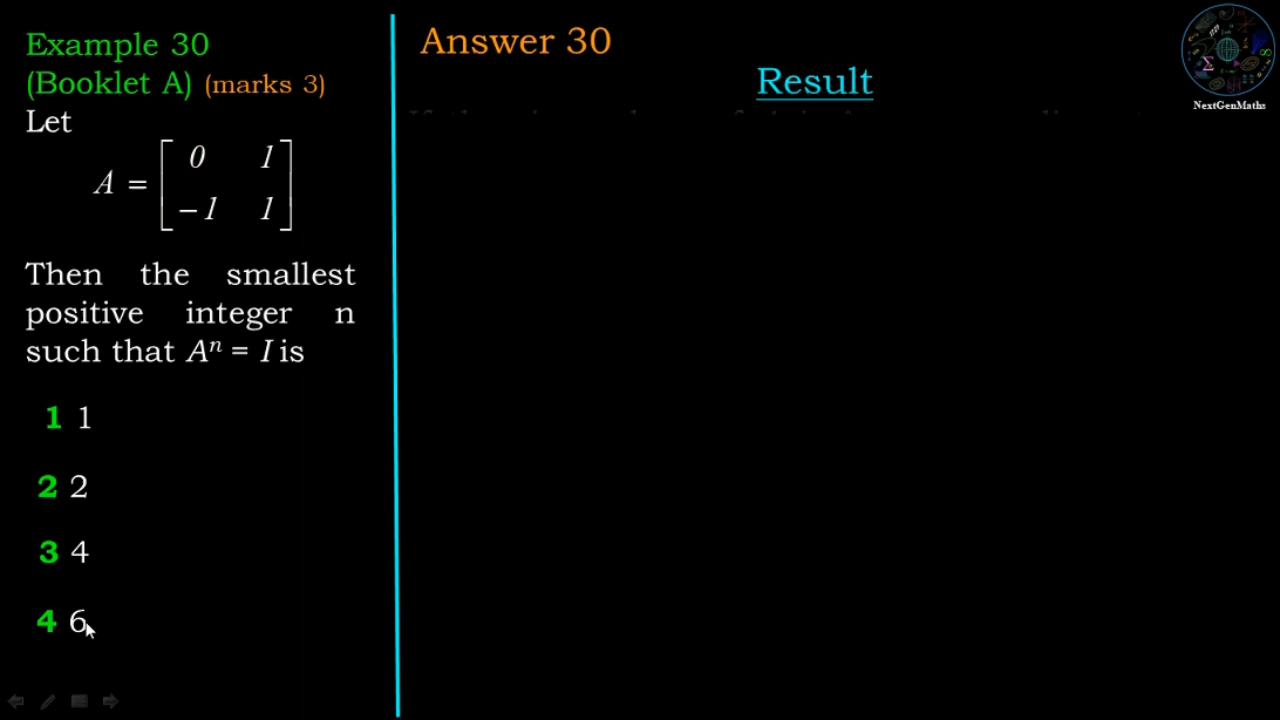 Example 30
(Booklet A) (marks 3)
Let
A = [ 0 1
−1 1 ]
Then the smallest
positive integer n
such that Aⁿ = I is
1 1
2 2
3 4
4 6
Answer 30
Result
NextGenMaths